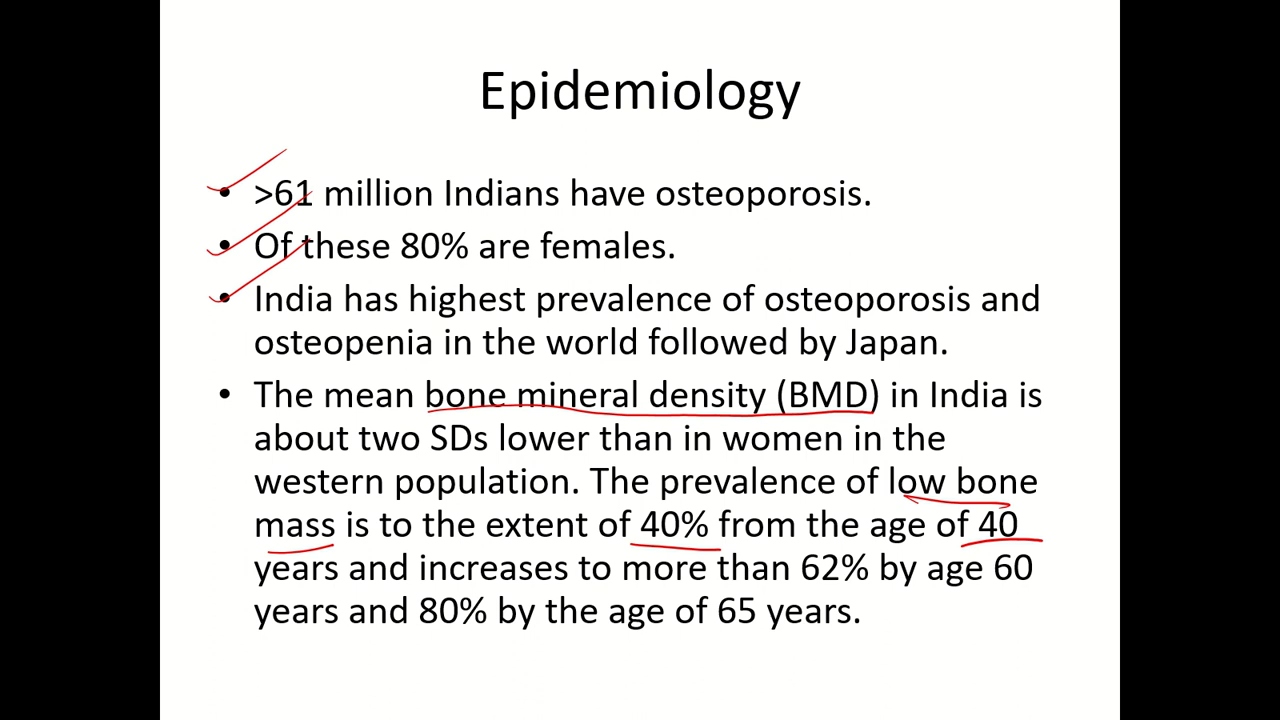 Epidemiology
• >61 million Indians have osteoporosis.
• Of these 80% are females.
• India has highest prevalence of osteoporosis and
osteopenia in the world followed by Japan.
• The mean bone mineral density (BMD) in India is
about two SDs lower than in women in the
western population. The prevalence of low bone
mass is to the extent of 40% from the age of 40
years and increases to more than 62% by age 60
years and 80% by the age of 65 years.